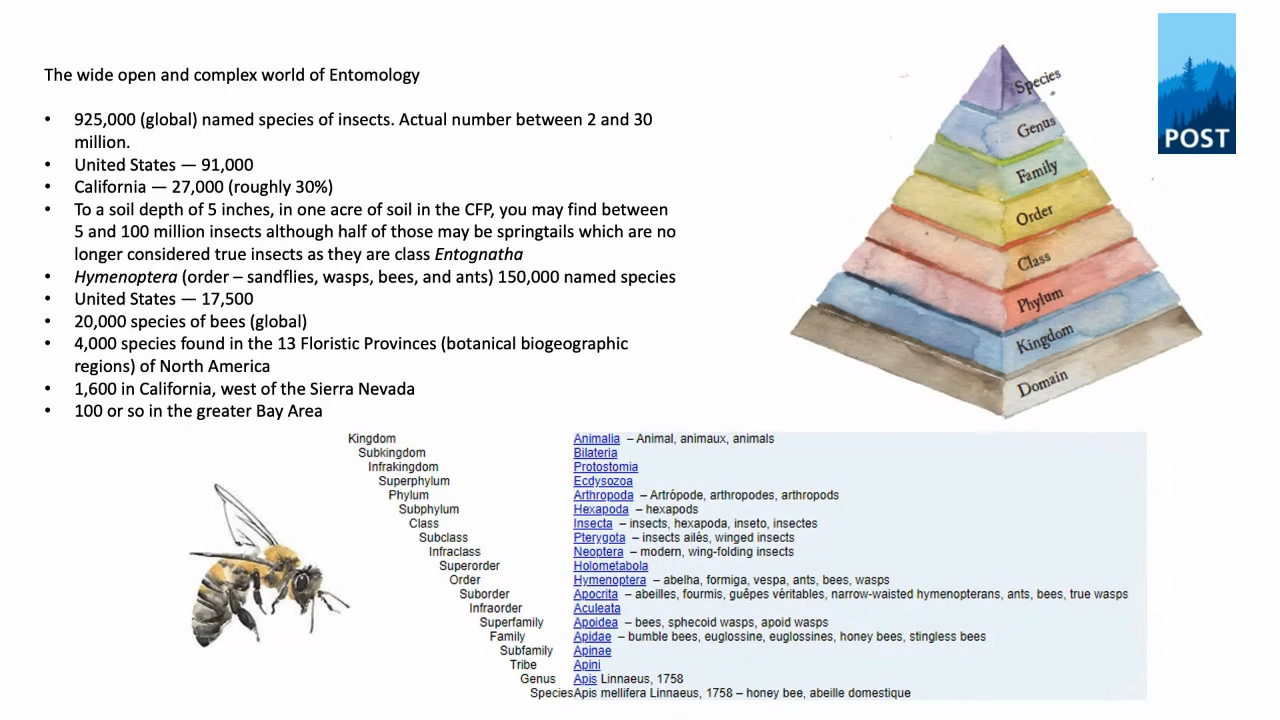 The wide open and complex world of Entomology
• 925,000 (global) named species of insects. Actual number between 2 and 30
million.
• United States — 91,000
• California — 27,000 (roughly 30%)
• To a soil depth of 5 inches, in one acre of soil in the CFP, you may find between
5 and 100 million insects although half of those may be springtails which are no
longer considered true insects as they are class Entognatha
• Hymenoptera (order – sandflies, wasps, bees, and ants) 150,000 named species
• United States — 17,500
• 20,000 species of bees (global)
• 4,000 species found in the 13 Floristic Provinces (botanical biogeographic
regions) of North America
• 1,600 in California, west of the Sierra Nevada
• 100 or so in the greater Bay Area
Species
Genus
Family
Order
Class
Phylum
Kingdom
Domain
POST
Kingdom Animalia – Animal, animaux, animals
Subkingdom Bilateria
Infrakingdom Protostomia
Superphylum Ecdysozoa
Phylum Arthropoda – Artrópode, arthropodes, arthropods
Subphylum Hexapoda – hexapods
Class Insecta – insects, hexapoda, inseto, insectes
Subclass Pterygota – insects ailés, winged insects
Infraclass Neoptera – modern, wing-folding insects
Superorder Holometabola
Order Hymenoptera – abelha, formiga, vespa, ants, bees, wasps
Suborder Apocrita – abeilles, fourmis, guêpes véritables, narrow-waisted hymenopterans, ants, bees, true wasps
Infraorder Aculeata
Superfamily Apoidea – bees, sphecoid wasps, apoid wasps
Family Apidae – bumble bees, euglossine, euglossines, honey bees, stingless bees
Subfamily Apinae
Tribe Apini
Genus Apis Linnaeus, 1758
Species Apis mellifera Linnaeus, 1758 – honey bee, abeille domestique